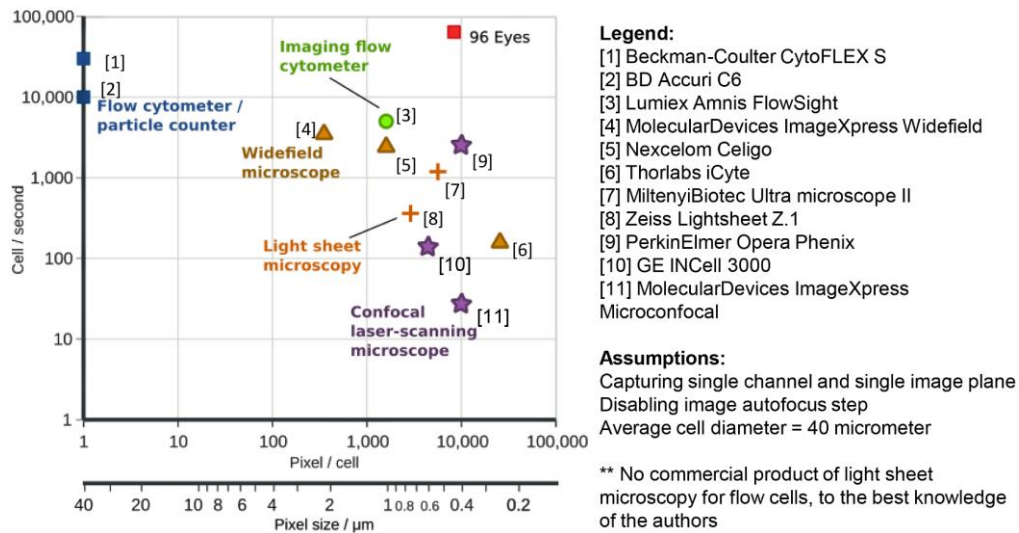 100,000
10,000
1,000
100
10
1
Cell / second
96 Eyes
Imaging flow
cytometer
[1]
[2]
Flow cytometer /
particle counter
[3]
[4]
Widefield
microscope
[5]
[9]
[7]
[8]
Light sheet
microscopy
[6]
[10]
Confocal
laser-scanning
microscope
[11]
1 10 100 1,000 10,000 100,000
Pixel / cell
40 20 10 8 6 4 2 1 0.8 0.6 0.4 0.2
Pixel size / μm
Legend:
[1] Beckman-Coulter CytoFLEX S
[2] BD Accuri C6
[3] Lumiex Amnis FlowSight
[4] MolecularDevices ImageXpress Widefield
[5] Nexcelom Celigo
[6] Thorlabs iCyte
[7] MiltenyiBiotec Ultra microscope II
[8] Zeiss Lightsheet Z.1
[9] PerkinElmer Opera Phenix
[10] GE INCell 3000
[11] MolecularDevices ImageXpress
Microconfocal
Assumptions:
Capturing single channel and single image plane
Disabling image autofocus step
Average cell diameter = 40 micrometer
** No commercial product of light sheet
microscopy for flow cells, to the best knowledge
of the authors